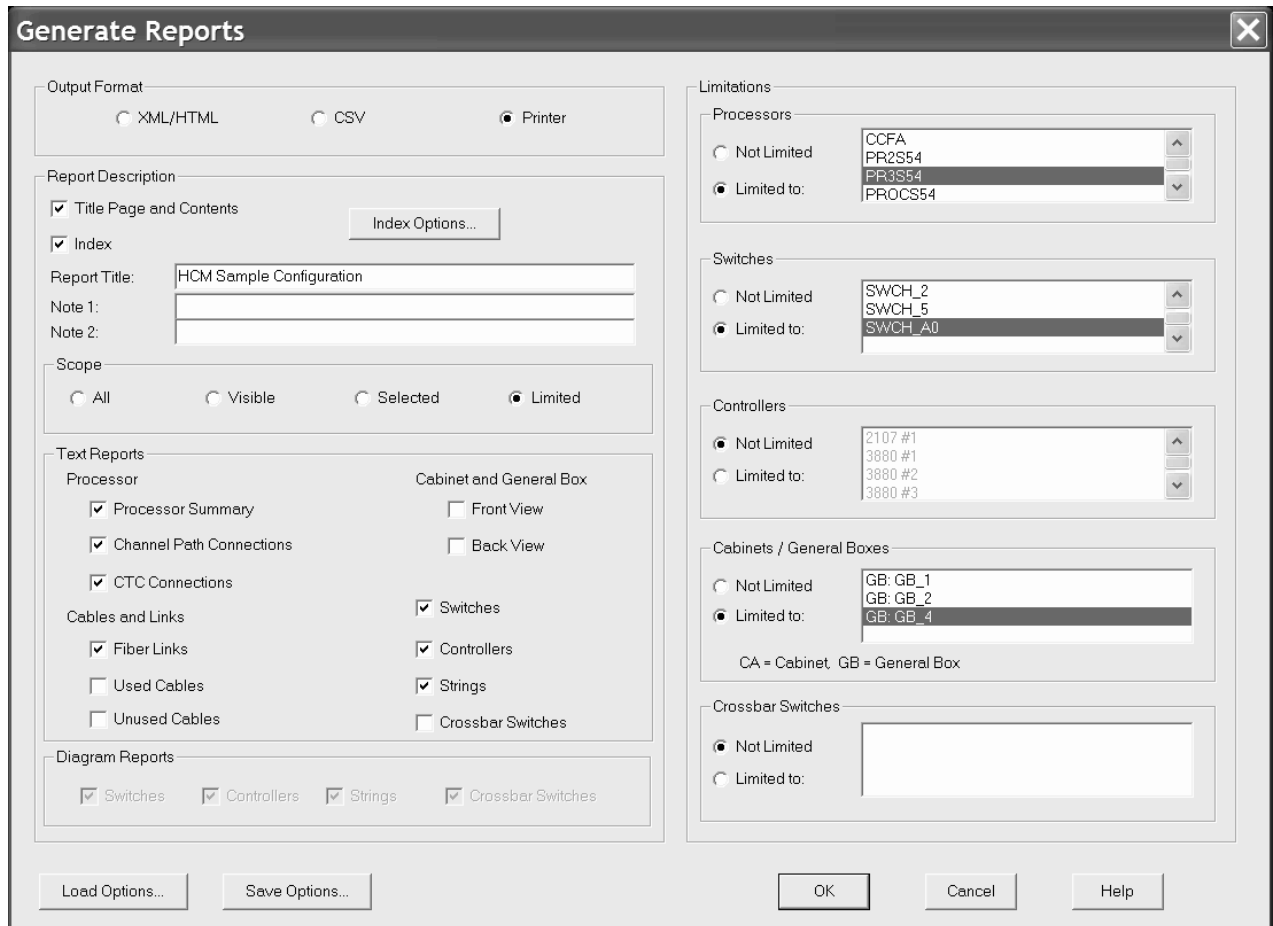 Generate Reports
Output Format
XML/HTML
CSV
Printer
Report Description
Title Page and Contents
Index Options...
Index
Report Title:
HCM Sample Configuration
Note 1:
Note 2:
Scope
All
Visible
Selected
Limited
Text Reports
Processor
Processor Summary
Channel Path Connections
CTC Connections
Cables and Links
Fiber Links
Used Cables
Unused Cables
Cabinet and General Box
Front View
Back View
Switches
Controllers
Strings
Crossbar Switches
Diagram Reports
Switches
Controllers
Strings
Crossbar Switches
Limitations
Processors
Not Limited
Limited to:
CCFA
PR2S54
PR3S54
PROCS54
Switches
Not Limited
Limited to:
SWCH_2
SWCH_5
SWCH_A0
Controllers
Not Limited
Limited to:
2107 #1
3880 #1
3880 #2
3880 #3
Cabinets / General Boxes
Not Limited
Limited to:
GB: GB_1
GB: GB_2
GB: GB_4
CA = Cabinet, GB = General Box
Crossbar Switches
Not Limited
Limited to:
Load Options...
Save Options...
OK
Cancel
Help